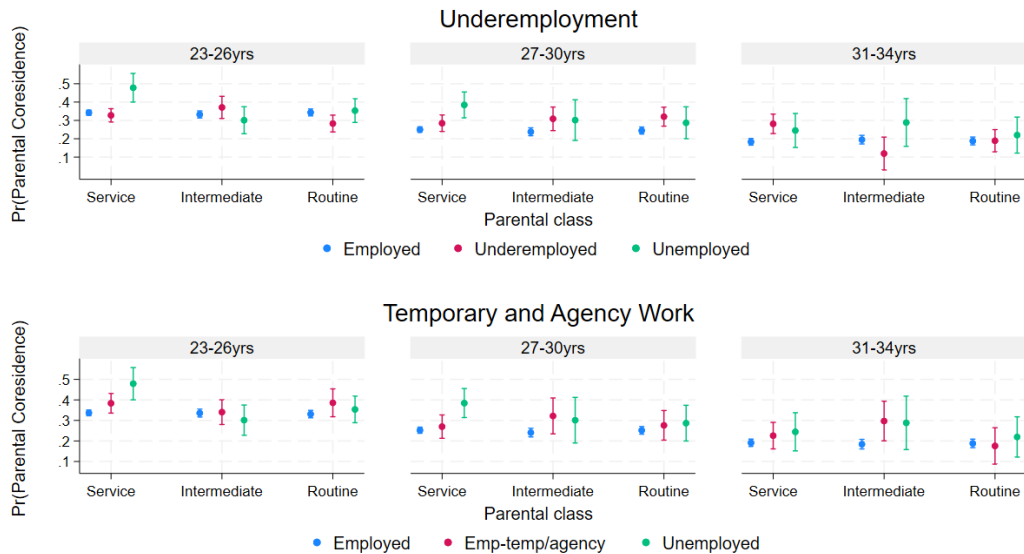 Underemployment
23-26yrs 27-30yrs 31-34yrs
Pr(Parental Coresidence)
.5
.4
.3
.2
.1
Service Intermediate Routine Service Intermediate Routine Service Intermediate Routine
Parental class
Employed Underemployed Unemployed
Temporary and Agency Work
23-26yrs 27-30yrs 31-34yrs
Pr(Parental Coresidence)
.5
.4
.3
.2
.1
Service Intermediate Routine Service Intermediate Routine Service Intermediate Routine
Parental class
Employed Emp-temp/agency Unemployed